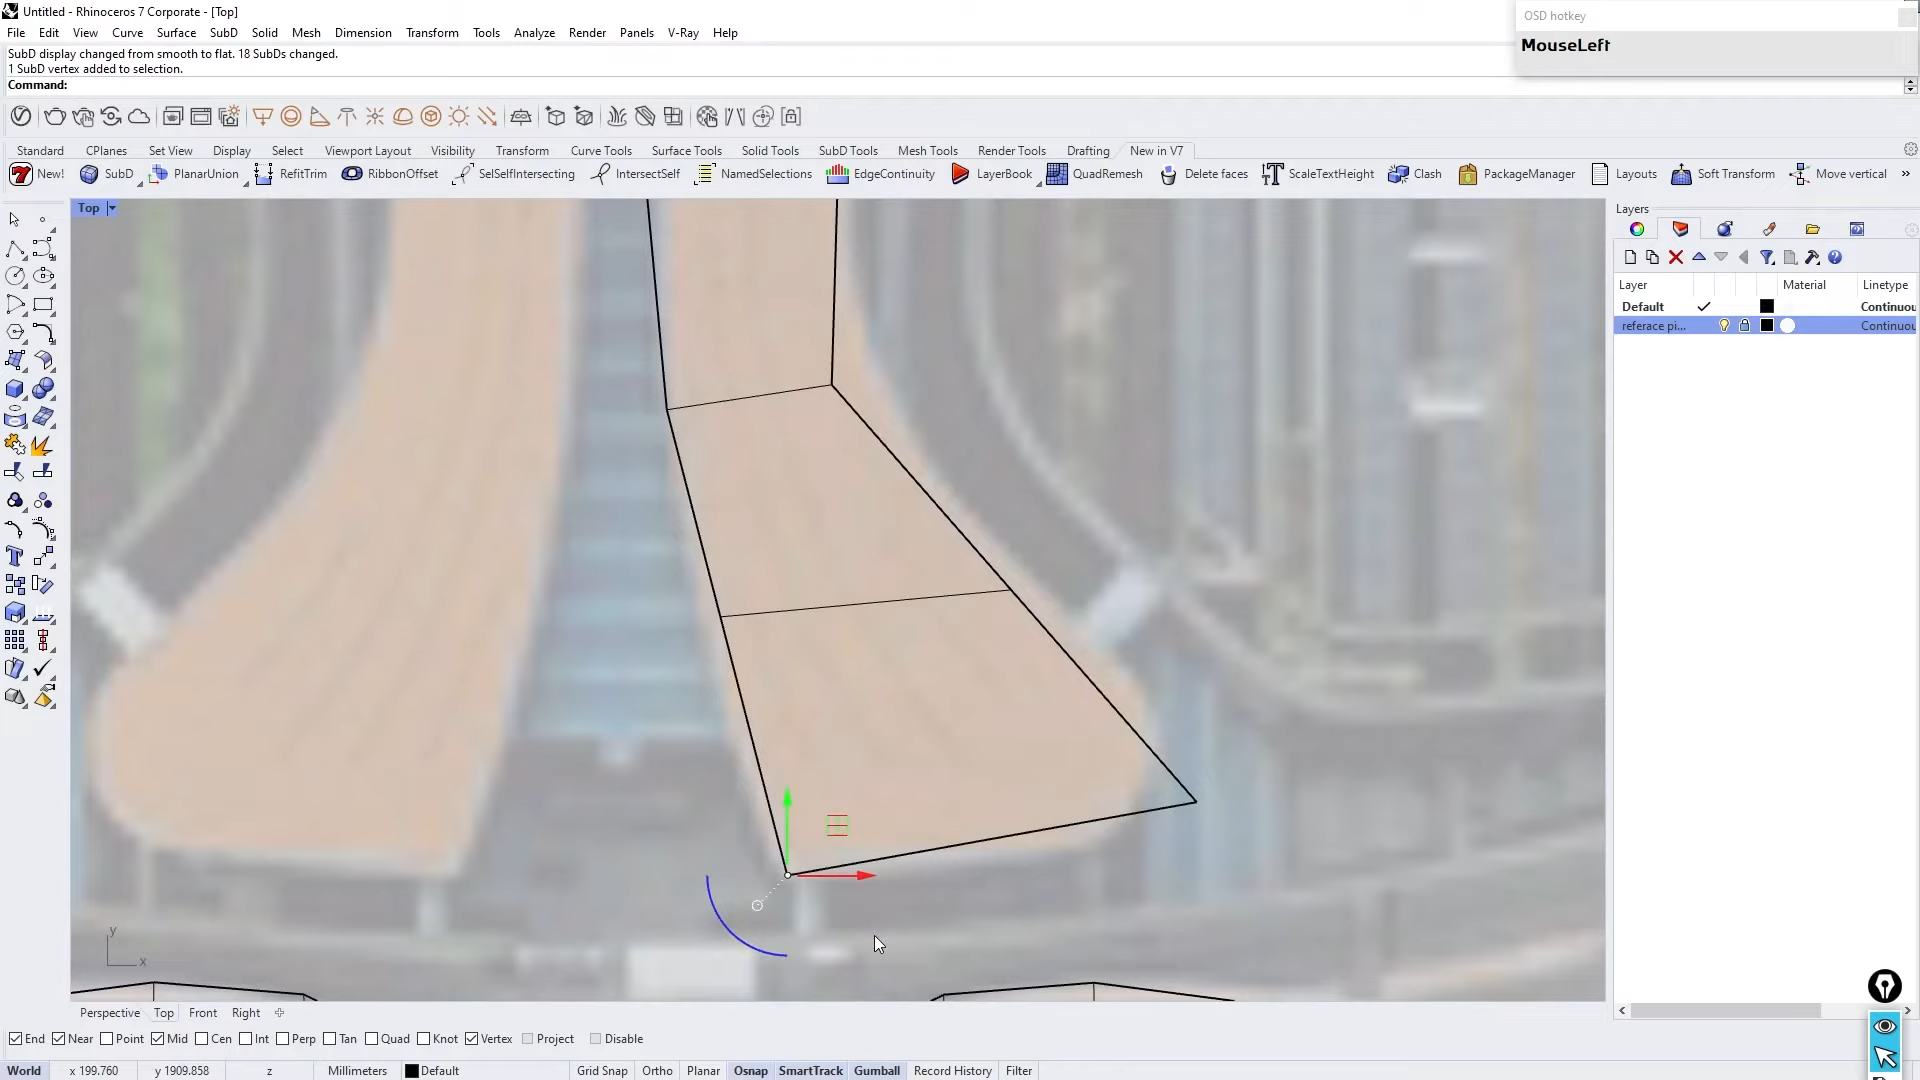 Untitled - Rhinoceros 7 Corporate - [Top]
OSD hotkey
MouseLeft
File Edit View Curve Surface SubD Solid Mesh Dimension Transform Tools Analyze Render Panels V-Ray Help
SubD display changed from smooth to flat. 18 SubDs changed.
1 SubD vertex added to selection.
Command:
Standard CPlanes Set View Display Select Viewport Layout Visibility Transform Curve Tools Surface Tools Solid Tools SubD Tools Mesh Tools Render Tools Drafting New in V7
New! SubD PlanarUnion RefitTrim RibbonOffset SelSelfIntersecting IntersectSelf NamedSelections EdgeContinuity LayerBook QuadRemesh Delete faces ScaleTextHeight Clash PackageManager Layouts Soft Transform Move vertical »
Top
Layers
Layer Material Linetype
Default Continuou
referace pi... Continuou
y
x
Perspective Top Front Right
End Near Point Mid Cen Int Perp Tan Quad Knot Vertex Project Disable
World x 199.760 y 1909.858 z Millimeters Default Grid Snap Ortho Planar Osnap SmartTrack Gumball Record History Filter